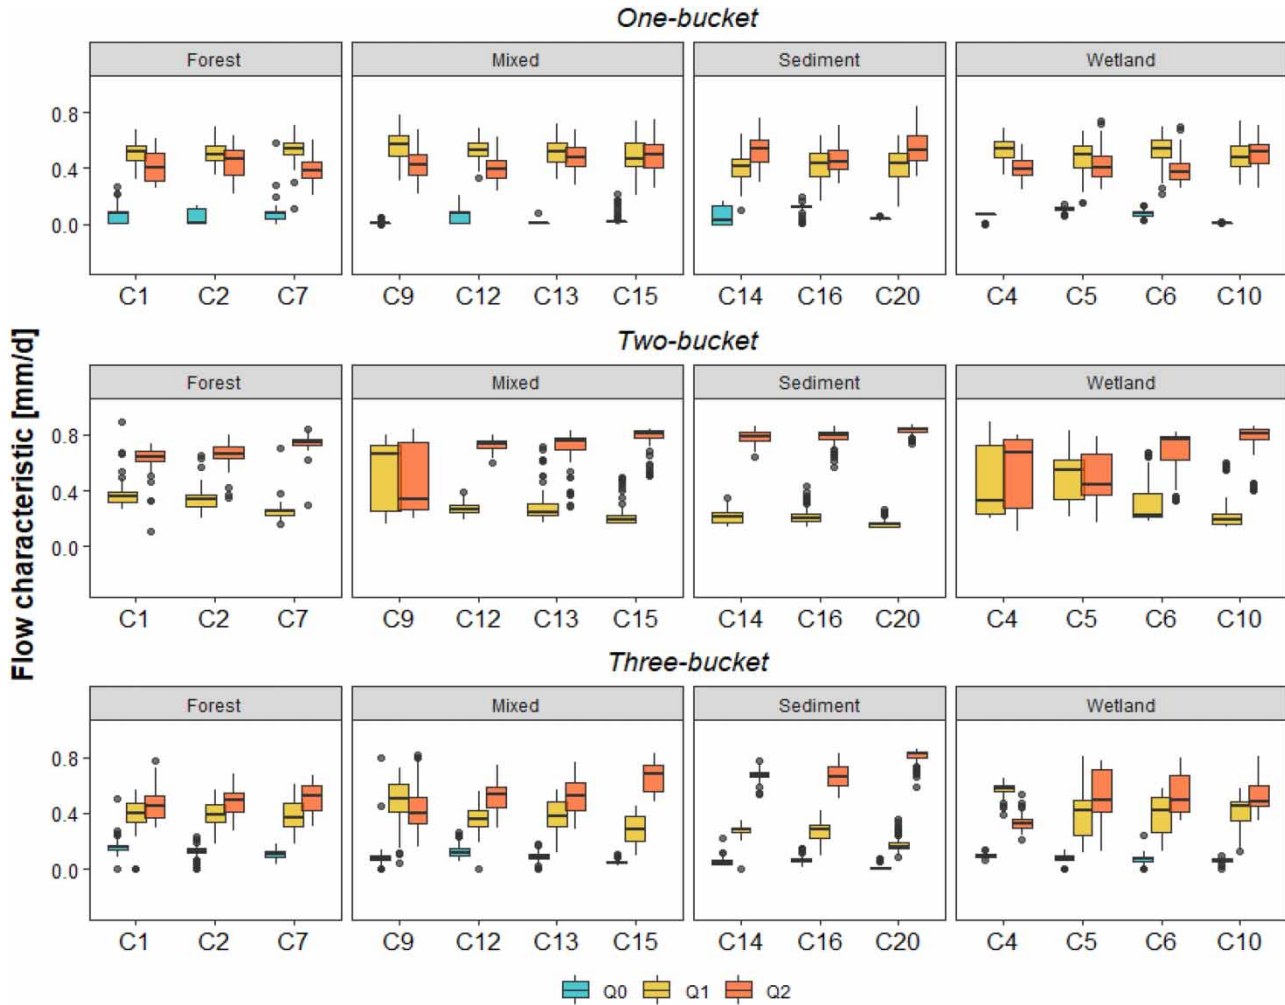 One-bucket
Forest Mixed Sediment Wetland
0.8
0.4
0.0
C1 C2 C7 C9 C12 C13 C15 C14 C16 C20 C4 C5 C6 C10
Flow characteristic [mm/d]
Two-bucket
Forest Mixed Sediment Wetland
0.8
0.4
0.0
C1 C2 C7 C9 C12 C13 C15 C14 C16 C20 C4 C5 C6 C10
Three-bucket
Forest Mixed Sediment Wetland
0.8
0.4
0.0
C1 C2 C7 C9 C12 C13 C15 C14 C16 C20 C4 C5 C6 C10
Q0 Q1 Q2